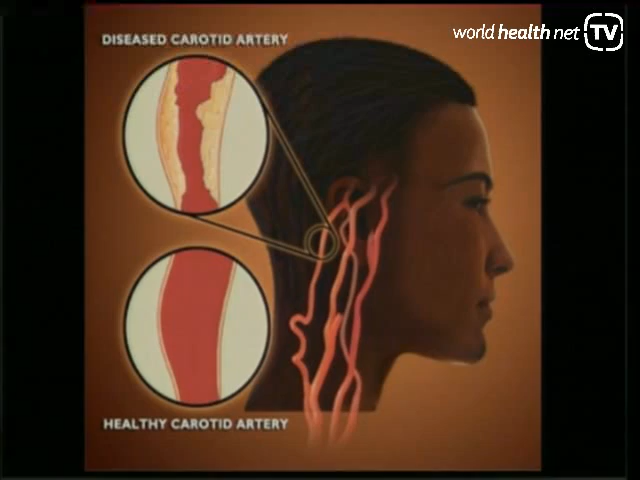 world health net TV
DISEASED CAROTID ARTERY
HEALTHY CAROTID ARTERY